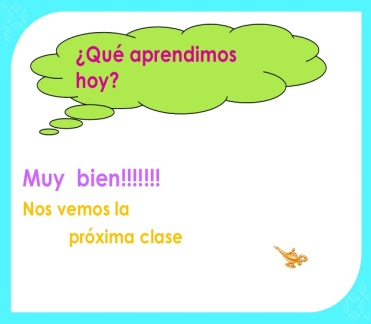 ¿Qué aprendimos
hoy?
Muy bien!!!!!!!
Nos vemos la
próxima clase